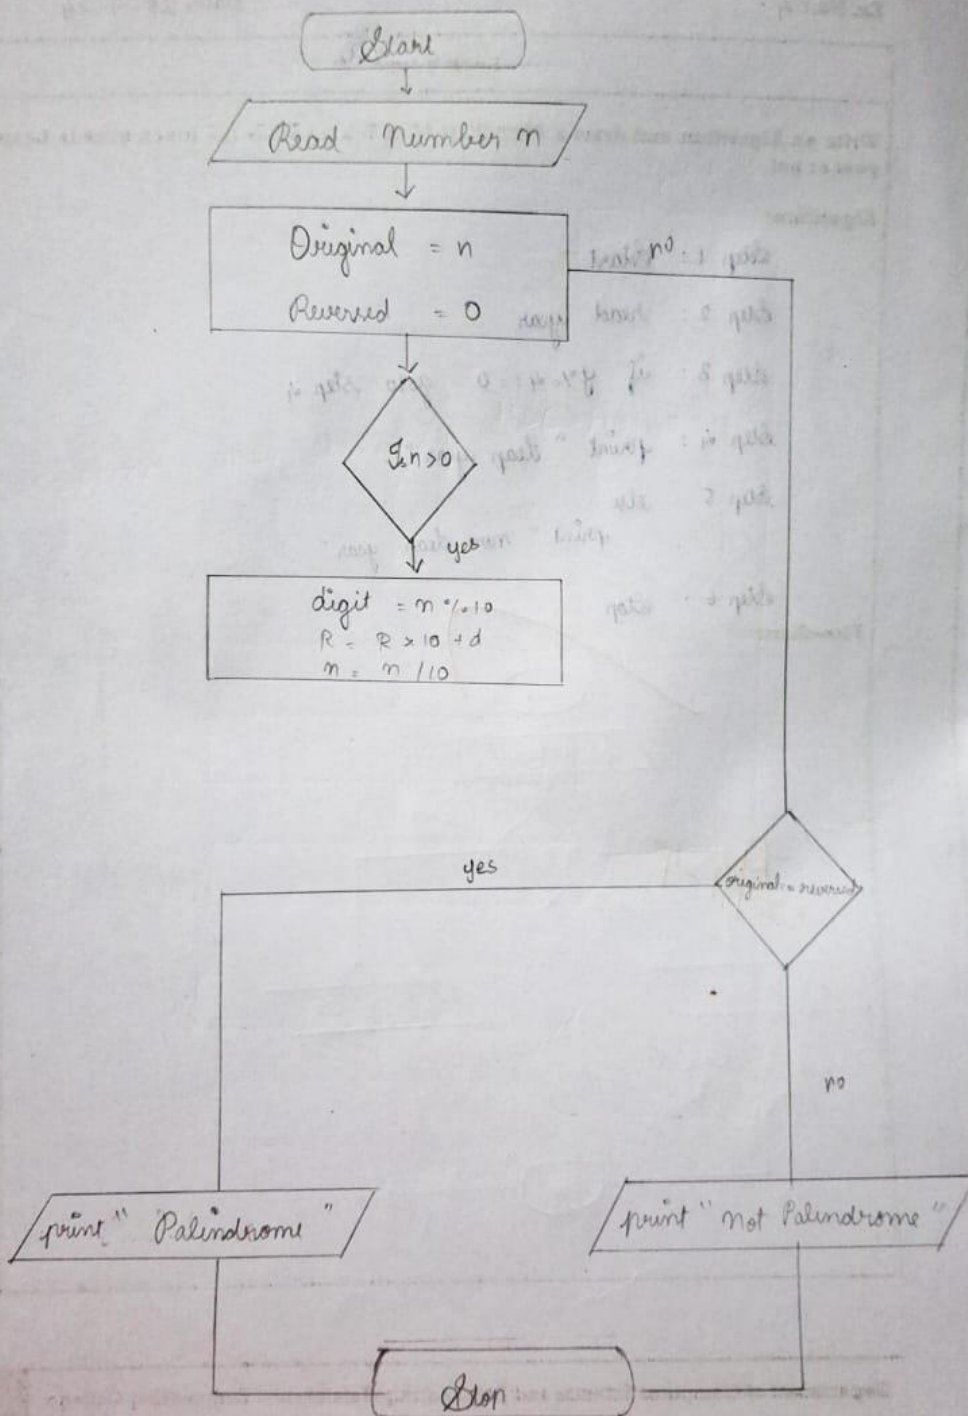 Start
Read Number n
Original = n
Reversed = 0
no
Is n>0
yes
digit = n % 10
R = R x 10 + d
n = n / 10
original = reversed
yes
no
print " Palindrome "
print " not Palindrome "
Stop